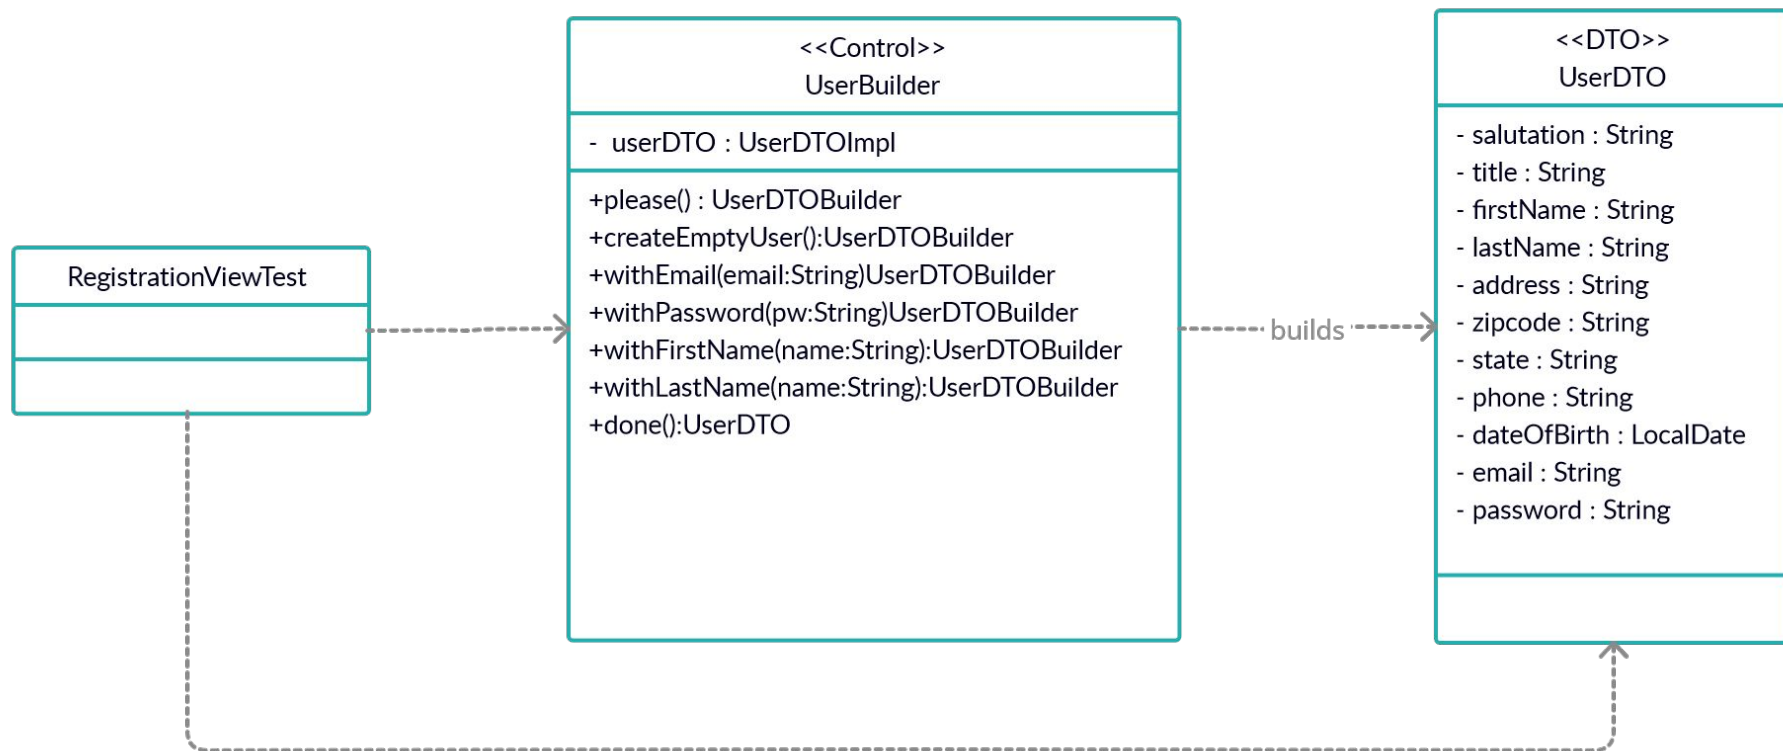 RegistrationViewTest
<<Control>>
UserBuilder
- userDTO : UserDTOImpl
+please() : UserDTOBuilder
+createEmptyUser():UserDTOBuilder
+withEmail(email:String)UserDTOBuilder
+withPassword(pw:String)UserDTOBuilder
+withFirstName(name:String):UserDTOBuilder
+withLastName(name:String):UserDTOBuilder
+done():UserDTO
builds
<<DTO>>
UserDTO
- salutation : String
- title : String
- firstName : String
- lastName : String
- address : String
- zipcode : String
- state : String
- phone : String
- dateOfBirth : LocalDate
- email : String
- password : String